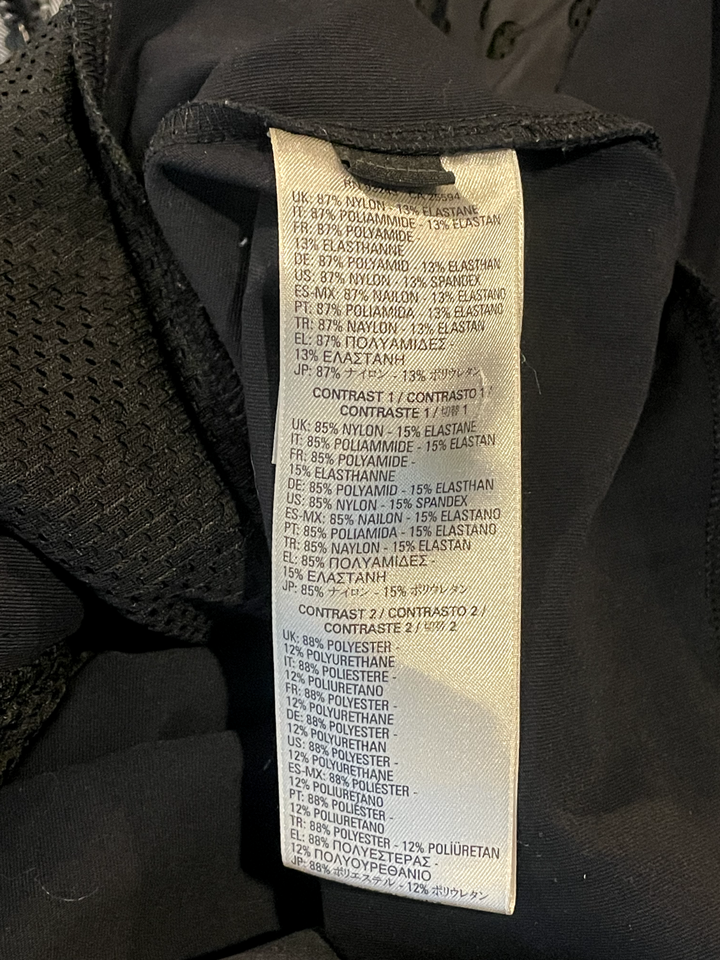 25594
UK: 87% NYLON - 13% ELASTANE
IT: 87% POLIAMMIDE - 13% ELASTAN
FR: 87% POLYAMIDE -
13% ELASTHANNE
DE: 87% POLYAMID - 13% ELASTHAN
US: 87% NYLON - 13% SPANDEX
ES-MX: 87% NAILON - 13% ELASTANO
PT: 87% POLIAMIDA - 13% ELASTANO
TR: 87% NAYLON - 13% ELASTAN
EL: 87% ΠΟΛΥΑΜΙΔΕΣ -
13% ΕΛΑΣΤΑΝΗ
JP: 87% ナイロン - 13% ポリウレタン
CONTRAST 1 / CONTRASTO 1 /
CONTRASTE 1 / 切替 1
UK: 85% NYLON - 15% ELASTANE
IT: 85% POLIAMMIDE - 15% ELASTAN
FR: 85% POLYAMIDE -
15% ELASTHANNE
DE: 85% POLYAMID - 15% ELASTHAN
US: 85% NYLON - 15% SPANDEX
ES-MX: 85% NAILON - 15% ELASTANO
PT: 85% POLIAMIDA - 15% ELASTANO
TR: 85% NAYLON - 15% ELASTAN
EL: 85% ΠΟΛΥΑΜΙΔΕΣ -
15% ΕΛΑΣΤΑΝΗ
JP: 85% ナイロン - 15% ポリウレタン
CONTRAST 2 / CONTRASTO 2 /
CONTRASTE 2 / 切替 2
UK: 88% POLYESTER -
12% POLYURETHANE
IT: 88% POLIESTERE -
12% POLIURETANO
FR: 88% POLYESTER -
12% POLYURETHANE
DE: 88% POLYESTER -
12% POLYURETHAN
US: 88% POLYESTER -
12% POLYURETHANE
ES-MX: 88% POLIÉSTER -
12% POLIURETANO
PT: 88% POLIÉSTER -
12% POLIURETANO
TR: 88% POLYESTER - 12% POLİÜRETAN
EL: 88% ΠΟΛΥΕΣΤΕΡΑΣ -
12% ΠΟΛΥΟΥΡΕΘΑΝΙΟ
JP: 88% ポリエステル - 12% ポリウレタン